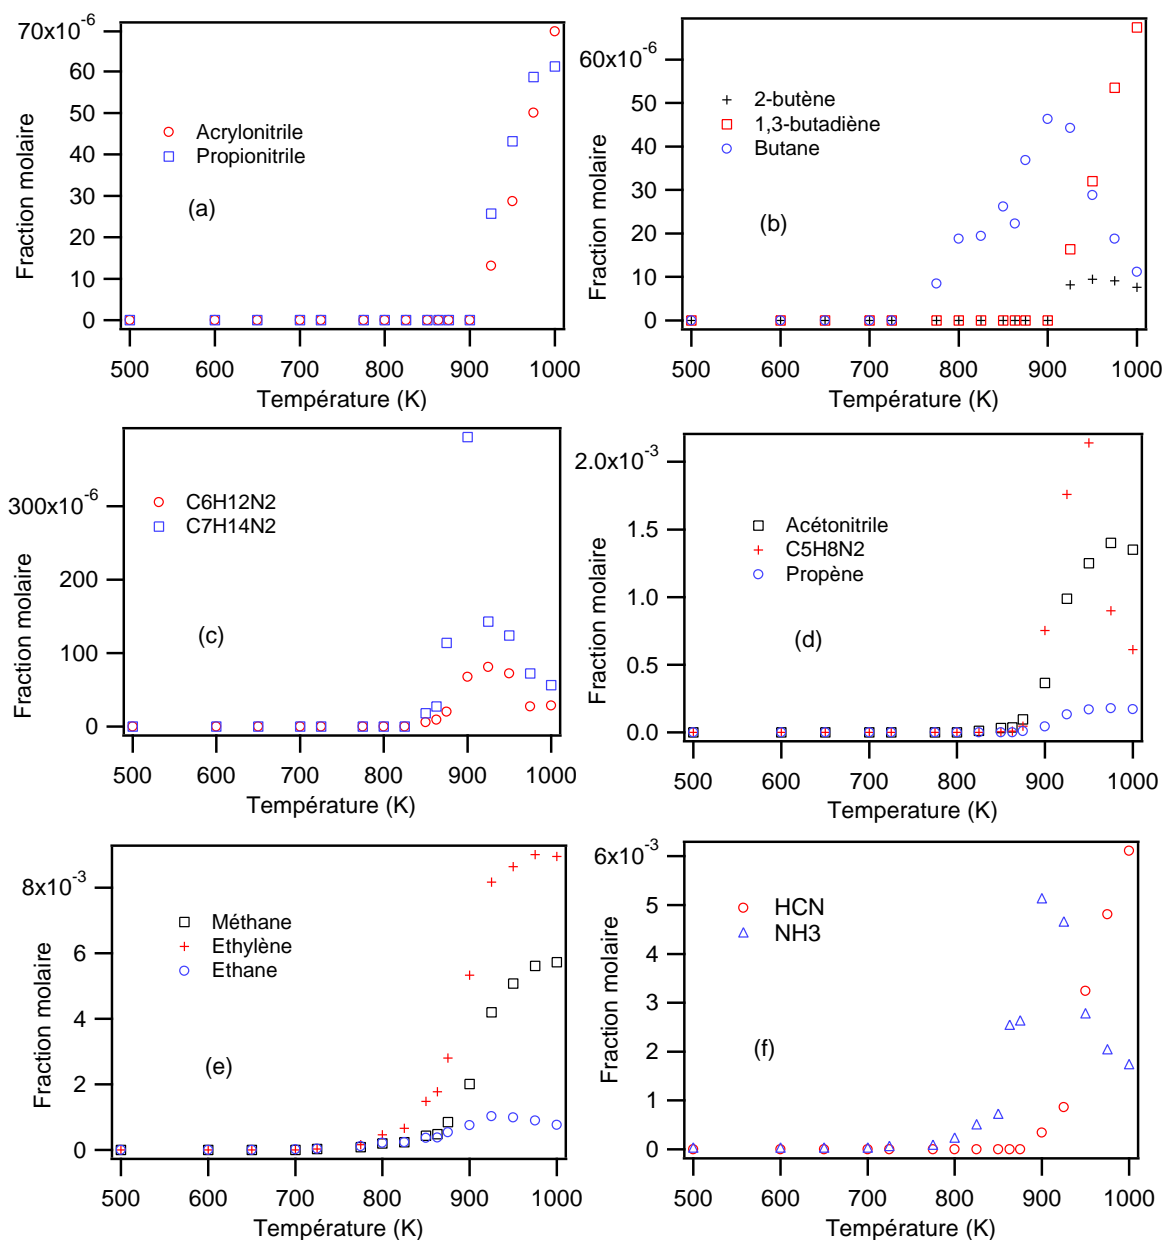 70x10-6
60
50
40
30
20
10
0
Fraction molaire
Acrylonitrile
Propionitrile
(a)
500 600 700 800 900 1000
Température (K)
60x10-6
50
40
30
20
10
0
Fraction molaire
2-butène
1,3-butadiène
Butane
(b)
500 600 700 800 900 1000
Température (K)
300x10-6
200
100
0
Fraction molaire
C6H12N2
C7H14N2
(c)
500 600 700 800 900 1000
Température (K)
2.0x10-3
1.5
1.0
0.5
0.0
Fraction molaire
Acétonitrile
C5H8N2
Propène
(d)
500 600 700 800 900 1000
Température (K)
8x10-3
6
4
2
0
Fraction molaire
Méthane
Ethylène
Ethane
(e)
500 600 700 800 900 1000
Température (K)
6x10-3
5
4
3
2
1
0
Fraction molaire
HCN
NH3
(f)
500 600 700 800 900 1000
Température (K)